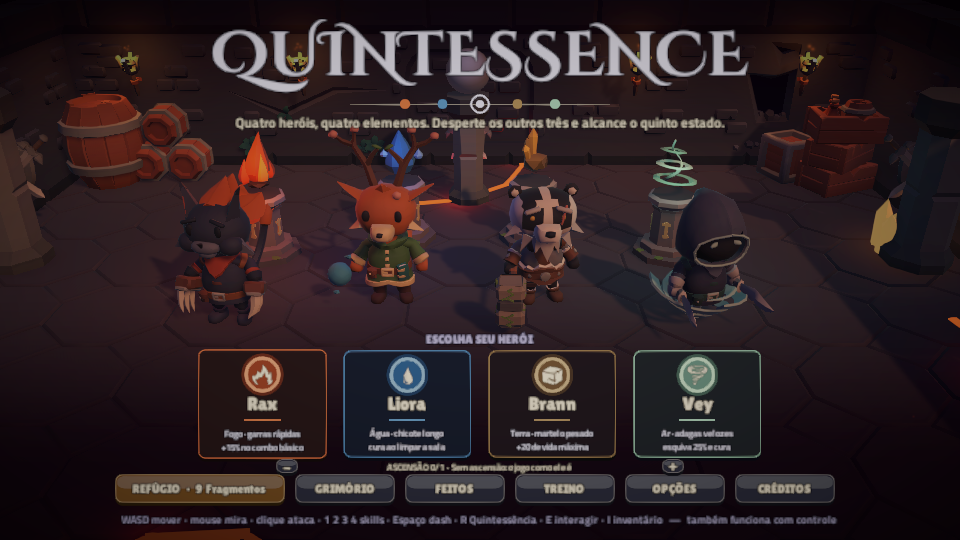 QUINTESSENCE
Quatro heróis, quatro elementos. Desperte os outros três e alcance o quinto estado.
ESCOLHA SEU HERÓI
Rax
Fogo · garras rápidas
+15% no combo básico
Liora
Água · chicote longo
cura ao limpar a sala
Brann
Terra · martelo pesado
+20 de vida máxima
Vey
Ar · adagas velozes
esquiva 25% e cura
− ASCENSÃO 0/1 · Sem ascensão: o jogo como ele é +
REFÚGIO · 9 Fragmentos
GRIMÓRIO
FEITOS
TREINO
OPÇÕES
CRÉDITOS
WASD mover · mouse mira · clique ataca · 1 2 3 4 skills · Espaço dash · R Quintessência · E interagir · I inventário — também funciona com controle